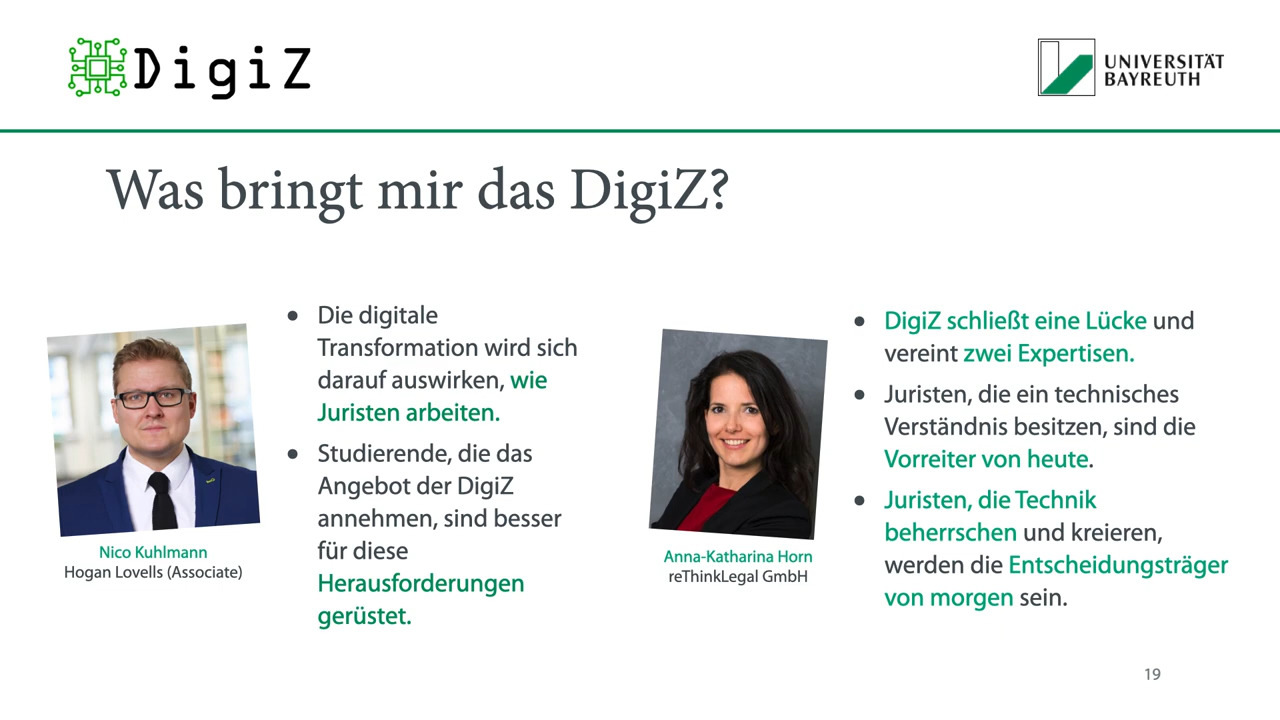 DigiZ
UNIVERSITÄT
BAYREUTH
Was bringt mir das DigiZ?
• Die digitale
Transformation wird sich
darauf auswirken, wie
Juristen arbeiten.
• Studierende, die das
Angebot der DigiZ
annehmen, sind besser
für diese
Herausforderungen
gerüstet.
Nico Kuhlmann
Hogan Lovells (Associate)
• DigiZ schließt eine Lücke und
vereint zwei Expertisen.
• Juristen, die ein technisches
Verständnis besitzen, sind die
Vorreiter von heute.
• Juristen, die Technik
beherrschen und kreieren,
werden die Entscheidungsträger
von morgen sein.
Anna-Katharina Horn
reThinkLegal GmbH
19